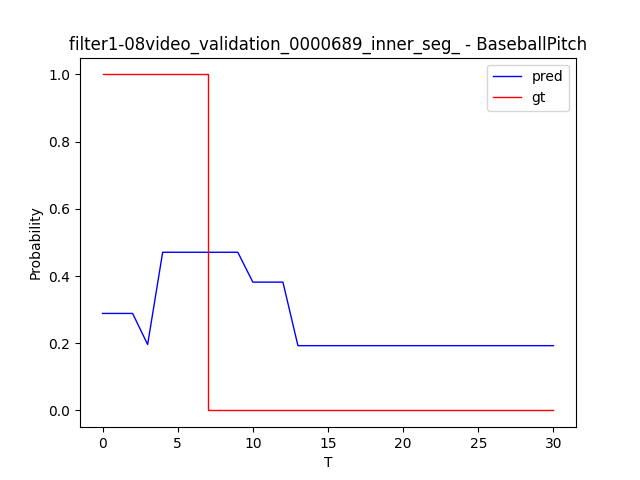 filter1-08video_validation_0000689_inner_seg_ - BaseballPitch
pred
gt
1.0
0.8
0.6
0.4
0.2
0.0
Probability
0
5
10
15
20
25
30
T